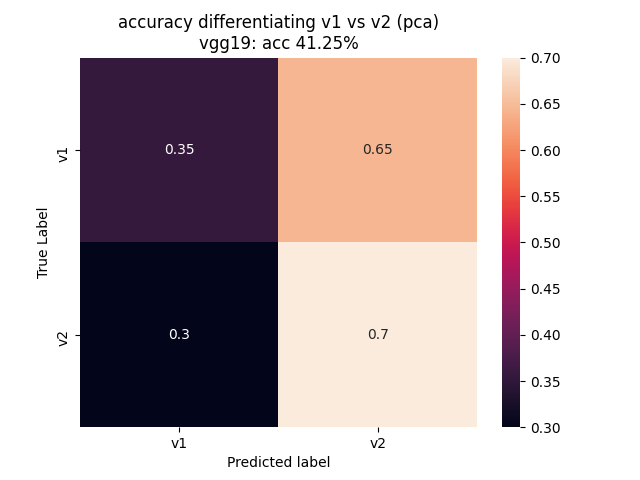 accuracy differentiating v1 vs v2 (pca)
vgg19: acc 41.25%
0.70
0.65
0.60
0.55
0.50
0.45
0.40
0.35
0.30
True Label
v1
0.35
0.65
v2
0.3
0.7
v1
v2
Predicted label